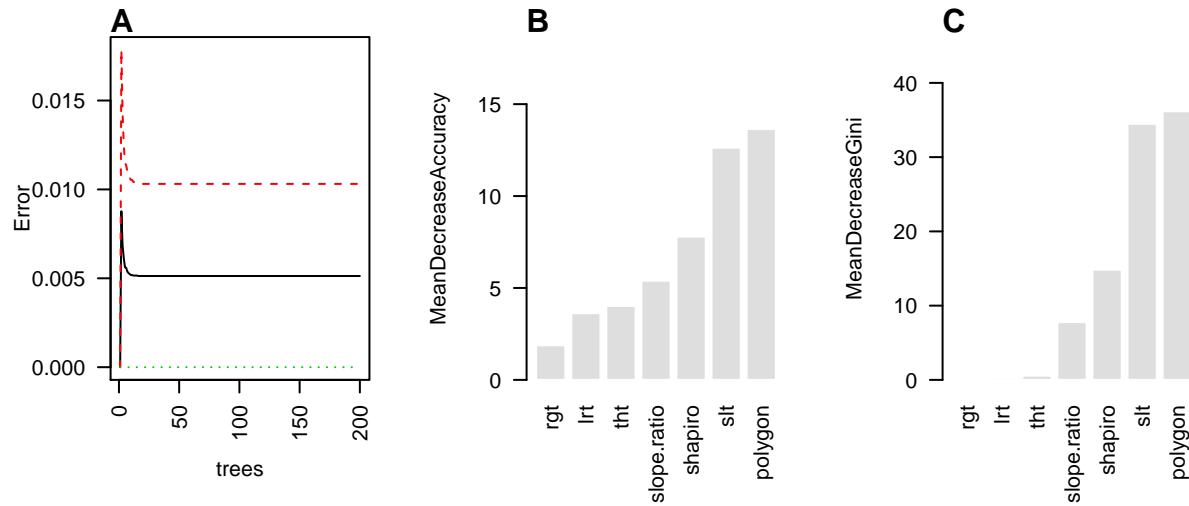 A
Error
0.015
0.010
0.005
0.000
0
50
100
150
200
trees
B
MeanDecreaseAccuracy
15
10
5
0
rgt
lrt
tht
slope.ratio
shapiro
slt
polygon
C
MeanDecreaseGini
40
30
20
10
0
rgt
lrt
tht
slope.ratio
shapiro
slt
polygon